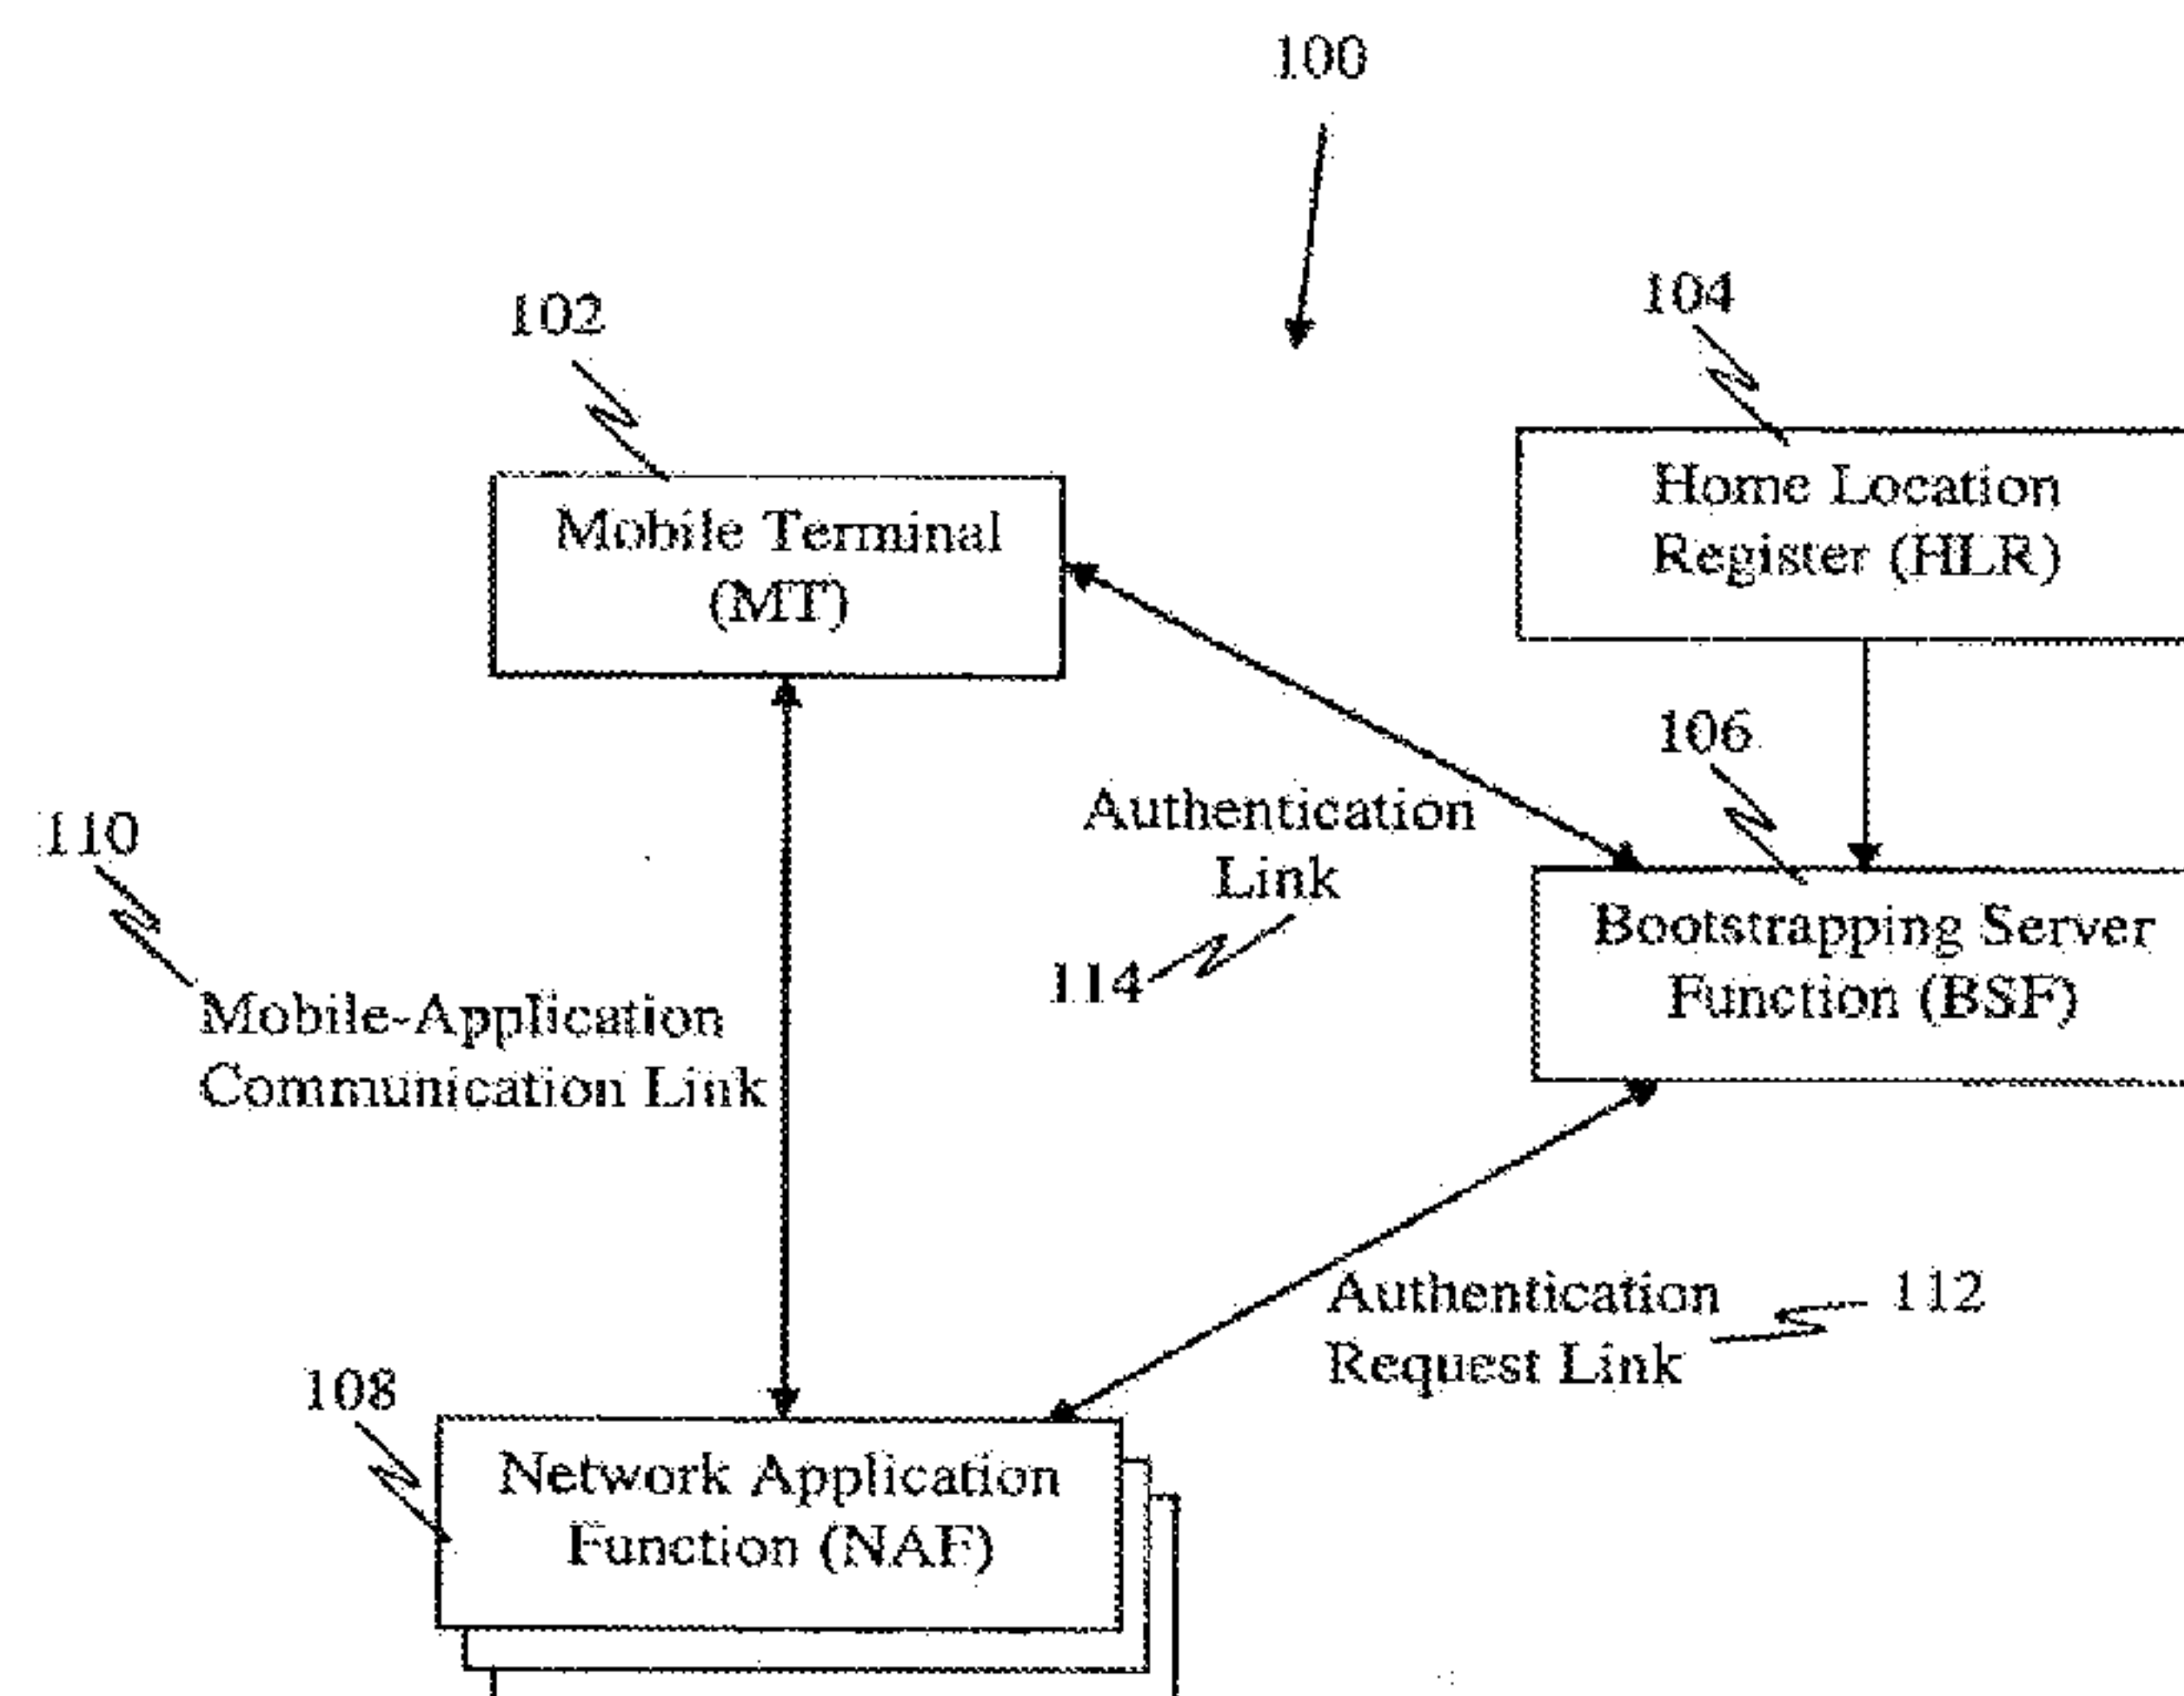 100
102
104
Mobile Terminal
(MT)
Home Location
Register (HLR)
106
110
Authentication
Link
114
Bootstrapping Server
Function (BSF)
Mobile-Application
Communication Link
Authentication
Request Link
112
108
Network Application
Function (NAF)